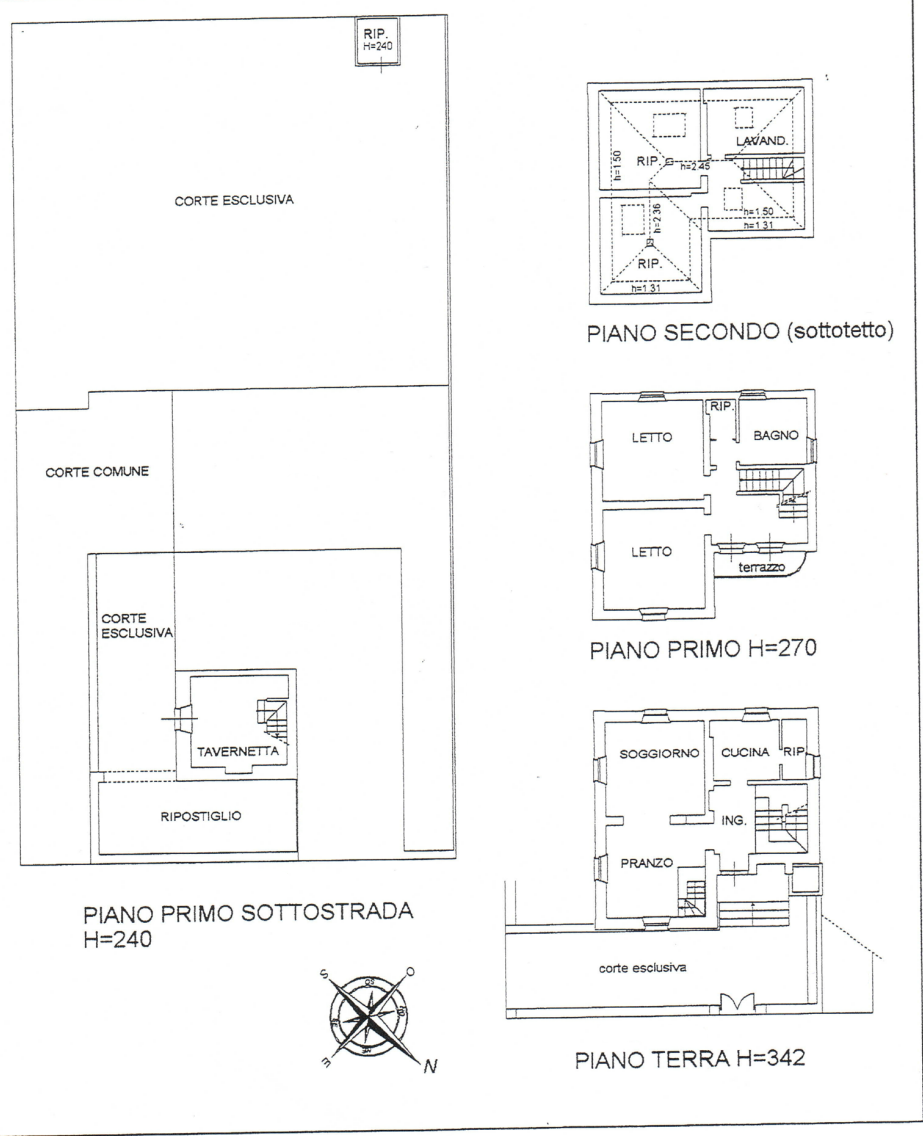 RIP.
H=240
CORTE ESCLUSIVA
CORTE COMUNE
CORTE
ESCLUSIVA
TAVERNETTA
RIPOSTIGLIO
PIANO PRIMO SOTTOSTRADA
H=240
LAVAND.
RIP.
h=2.45
h=1.50
h=2.36
h=1.50
h=1.31
RIP.
h=1.31
PIANO SECONDO (sottotetto)
RIP.
LETTO
BAGNO
LETTO
terrazzo
PIANO PRIMO H=270
SOGGIORNO
CUCINA
RIP.
ING.
PRANZO
corte esclusiva
PIANO TERRA H=342
S
O
E
N